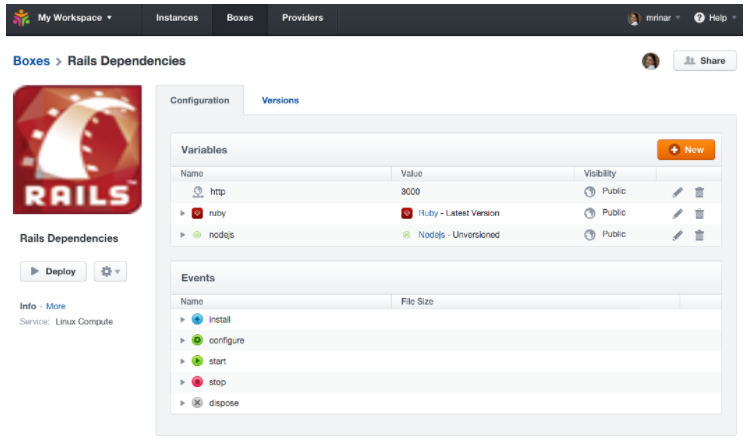 My Workspace Instances Boxes Providers mrinar Help
Boxes > Rails Dependencies Share
RAILS
Rails Dependencies
Deploy
Info - More
Service: Linux Compute
Configuration Versions
Variables New
Name Value Visibility
http 3000 Public
ruby Ruby - Latest Version Public
nodejs Nodejs - Unversioned Public
Events
Name File Size
install
configure
start
stop
dispose